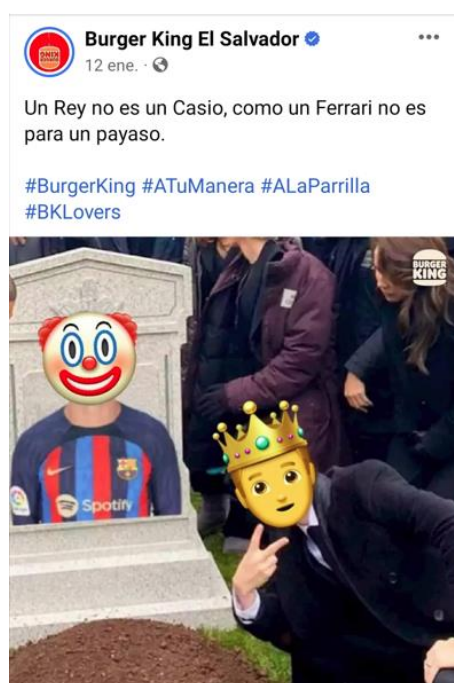 Burger King El Salvador
12 ene.
Un Rey no es un Casio, como un Ferrari no es
para un payaso.
#BurgerKing #ATuManera #ALaParrilla
#BKLovers
BURGER
KING
Spotify